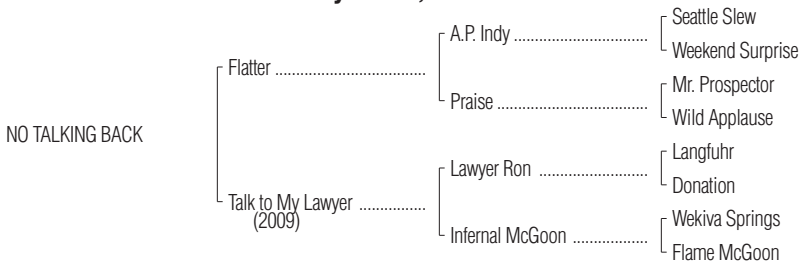 Seattle Slew
A.P. Indy ..................................
Weekend Surprise
Flatter ......................................
Mr. Prospector
Praise ......................................
Wild Applause
NO TALKING BACK
Langfuhr
Lawyer Ron ...........................
Donation
Talk to My Lawyer .................
(2009)
Wekiva Springs
Infernal McGoon ...................
Flame McGoon